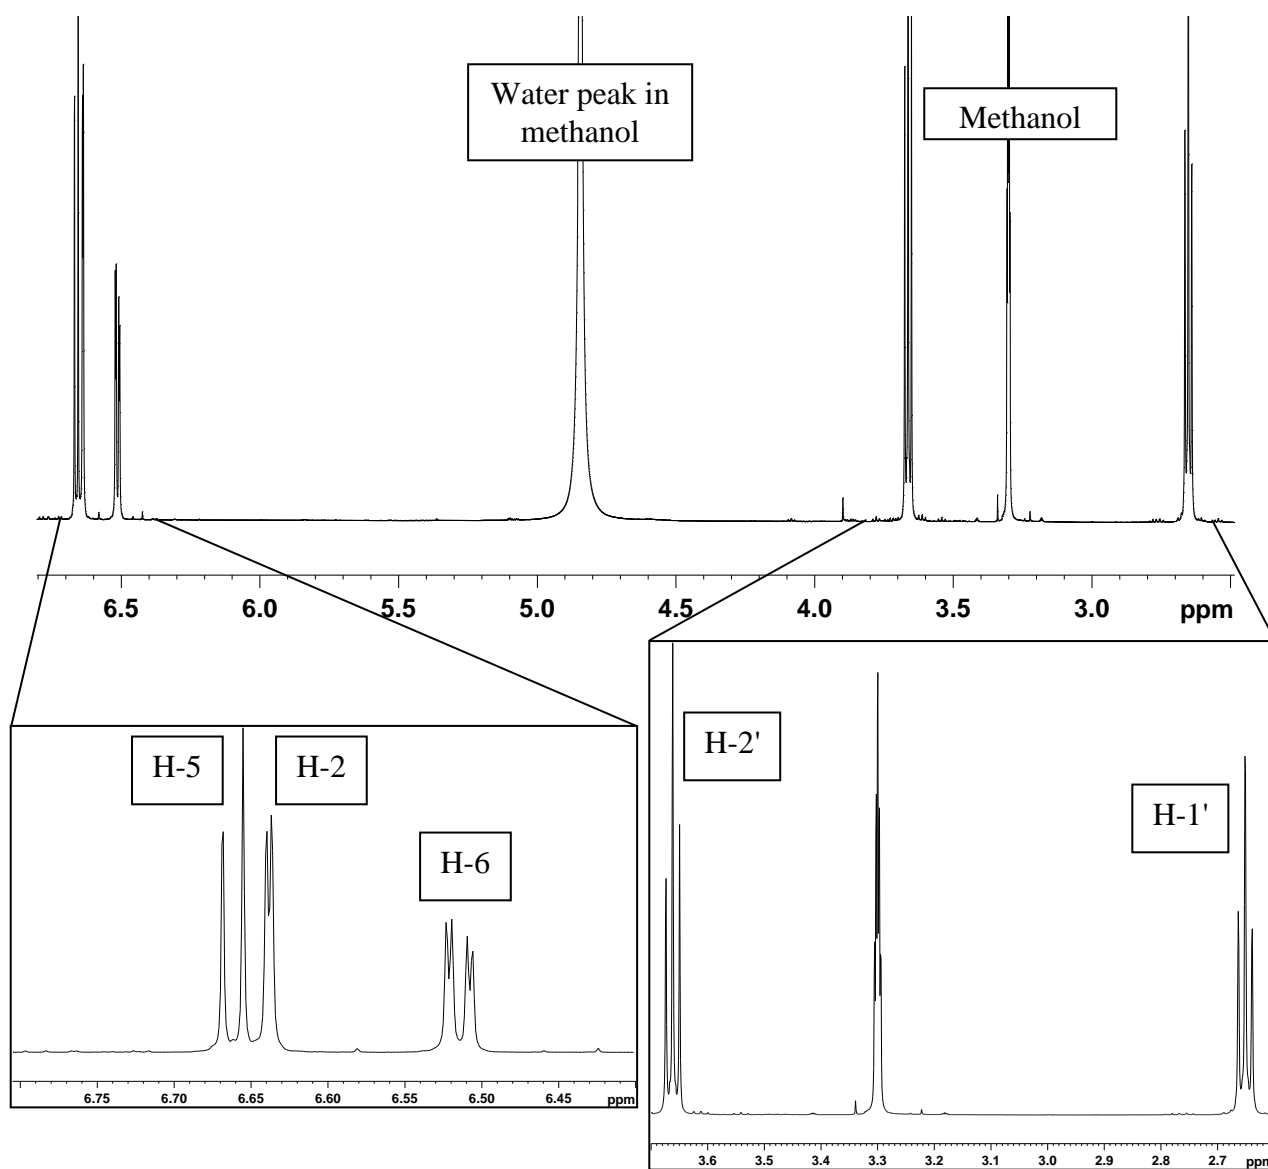 Water peak in
methanol
Methanol
6.5 6.0 5.5 5.0 4.5 4.0 3.5 3.0 ppm
H-5
H-2
H-6
6.75 6.70 6.65 6.60 6.55 6.50 6.45 ppm
H-2'
H-1'
3.6 3.5 3.4 3.3 3.2 3.1 3.0 2.9 2.8 2.7 ppm